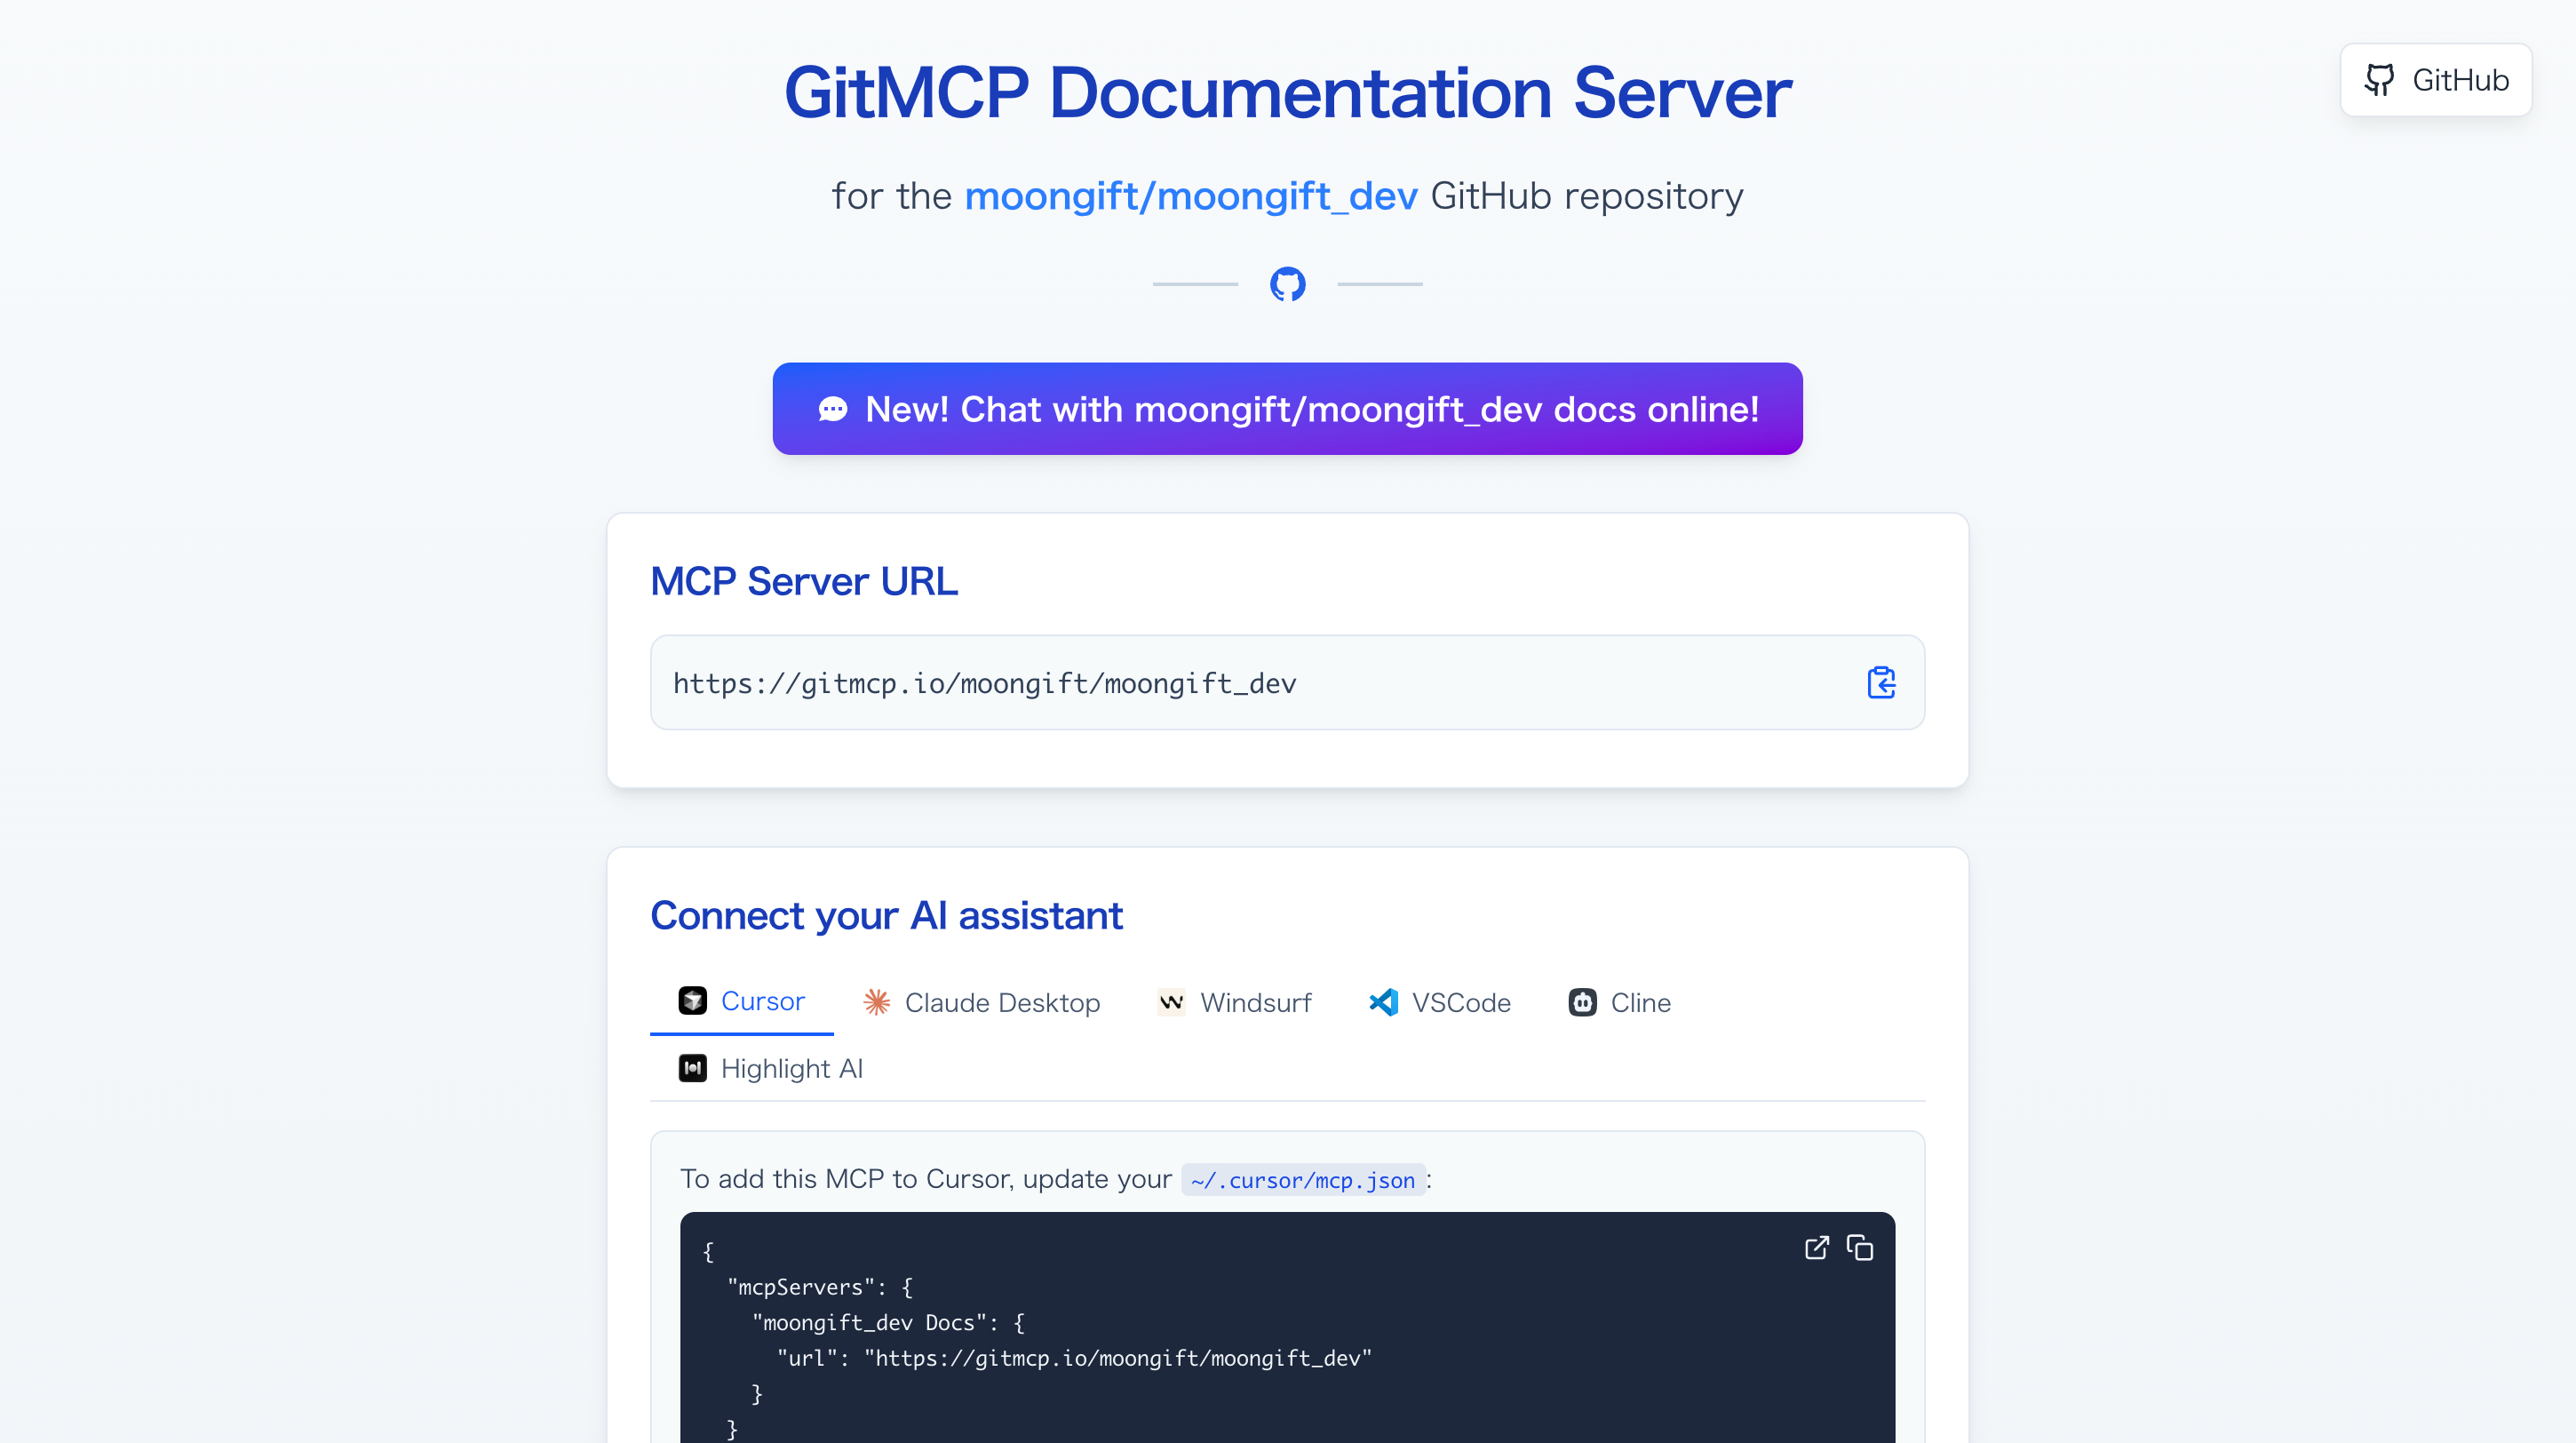 GitMCP Documentation Server
GitHub
for the moongift/moongift_dev GitHub repository
New! Chat with moongift/moongift_dev docs online!
MCP Server URL
https://gitmcp.io/moongift/moongift_dev
Connect your AI assistant
Cursor
Claude Desktop
Windsurf
VSCode
Cline
Highlight AI
To add this MCP to Cursor, update your ~/.cursor/mcp.json:
{
  "mcpServers": {
    "moongift_dev Docs": {
      "url": "https://gitmcp.io/moongift/moongift_dev"
    }
  }